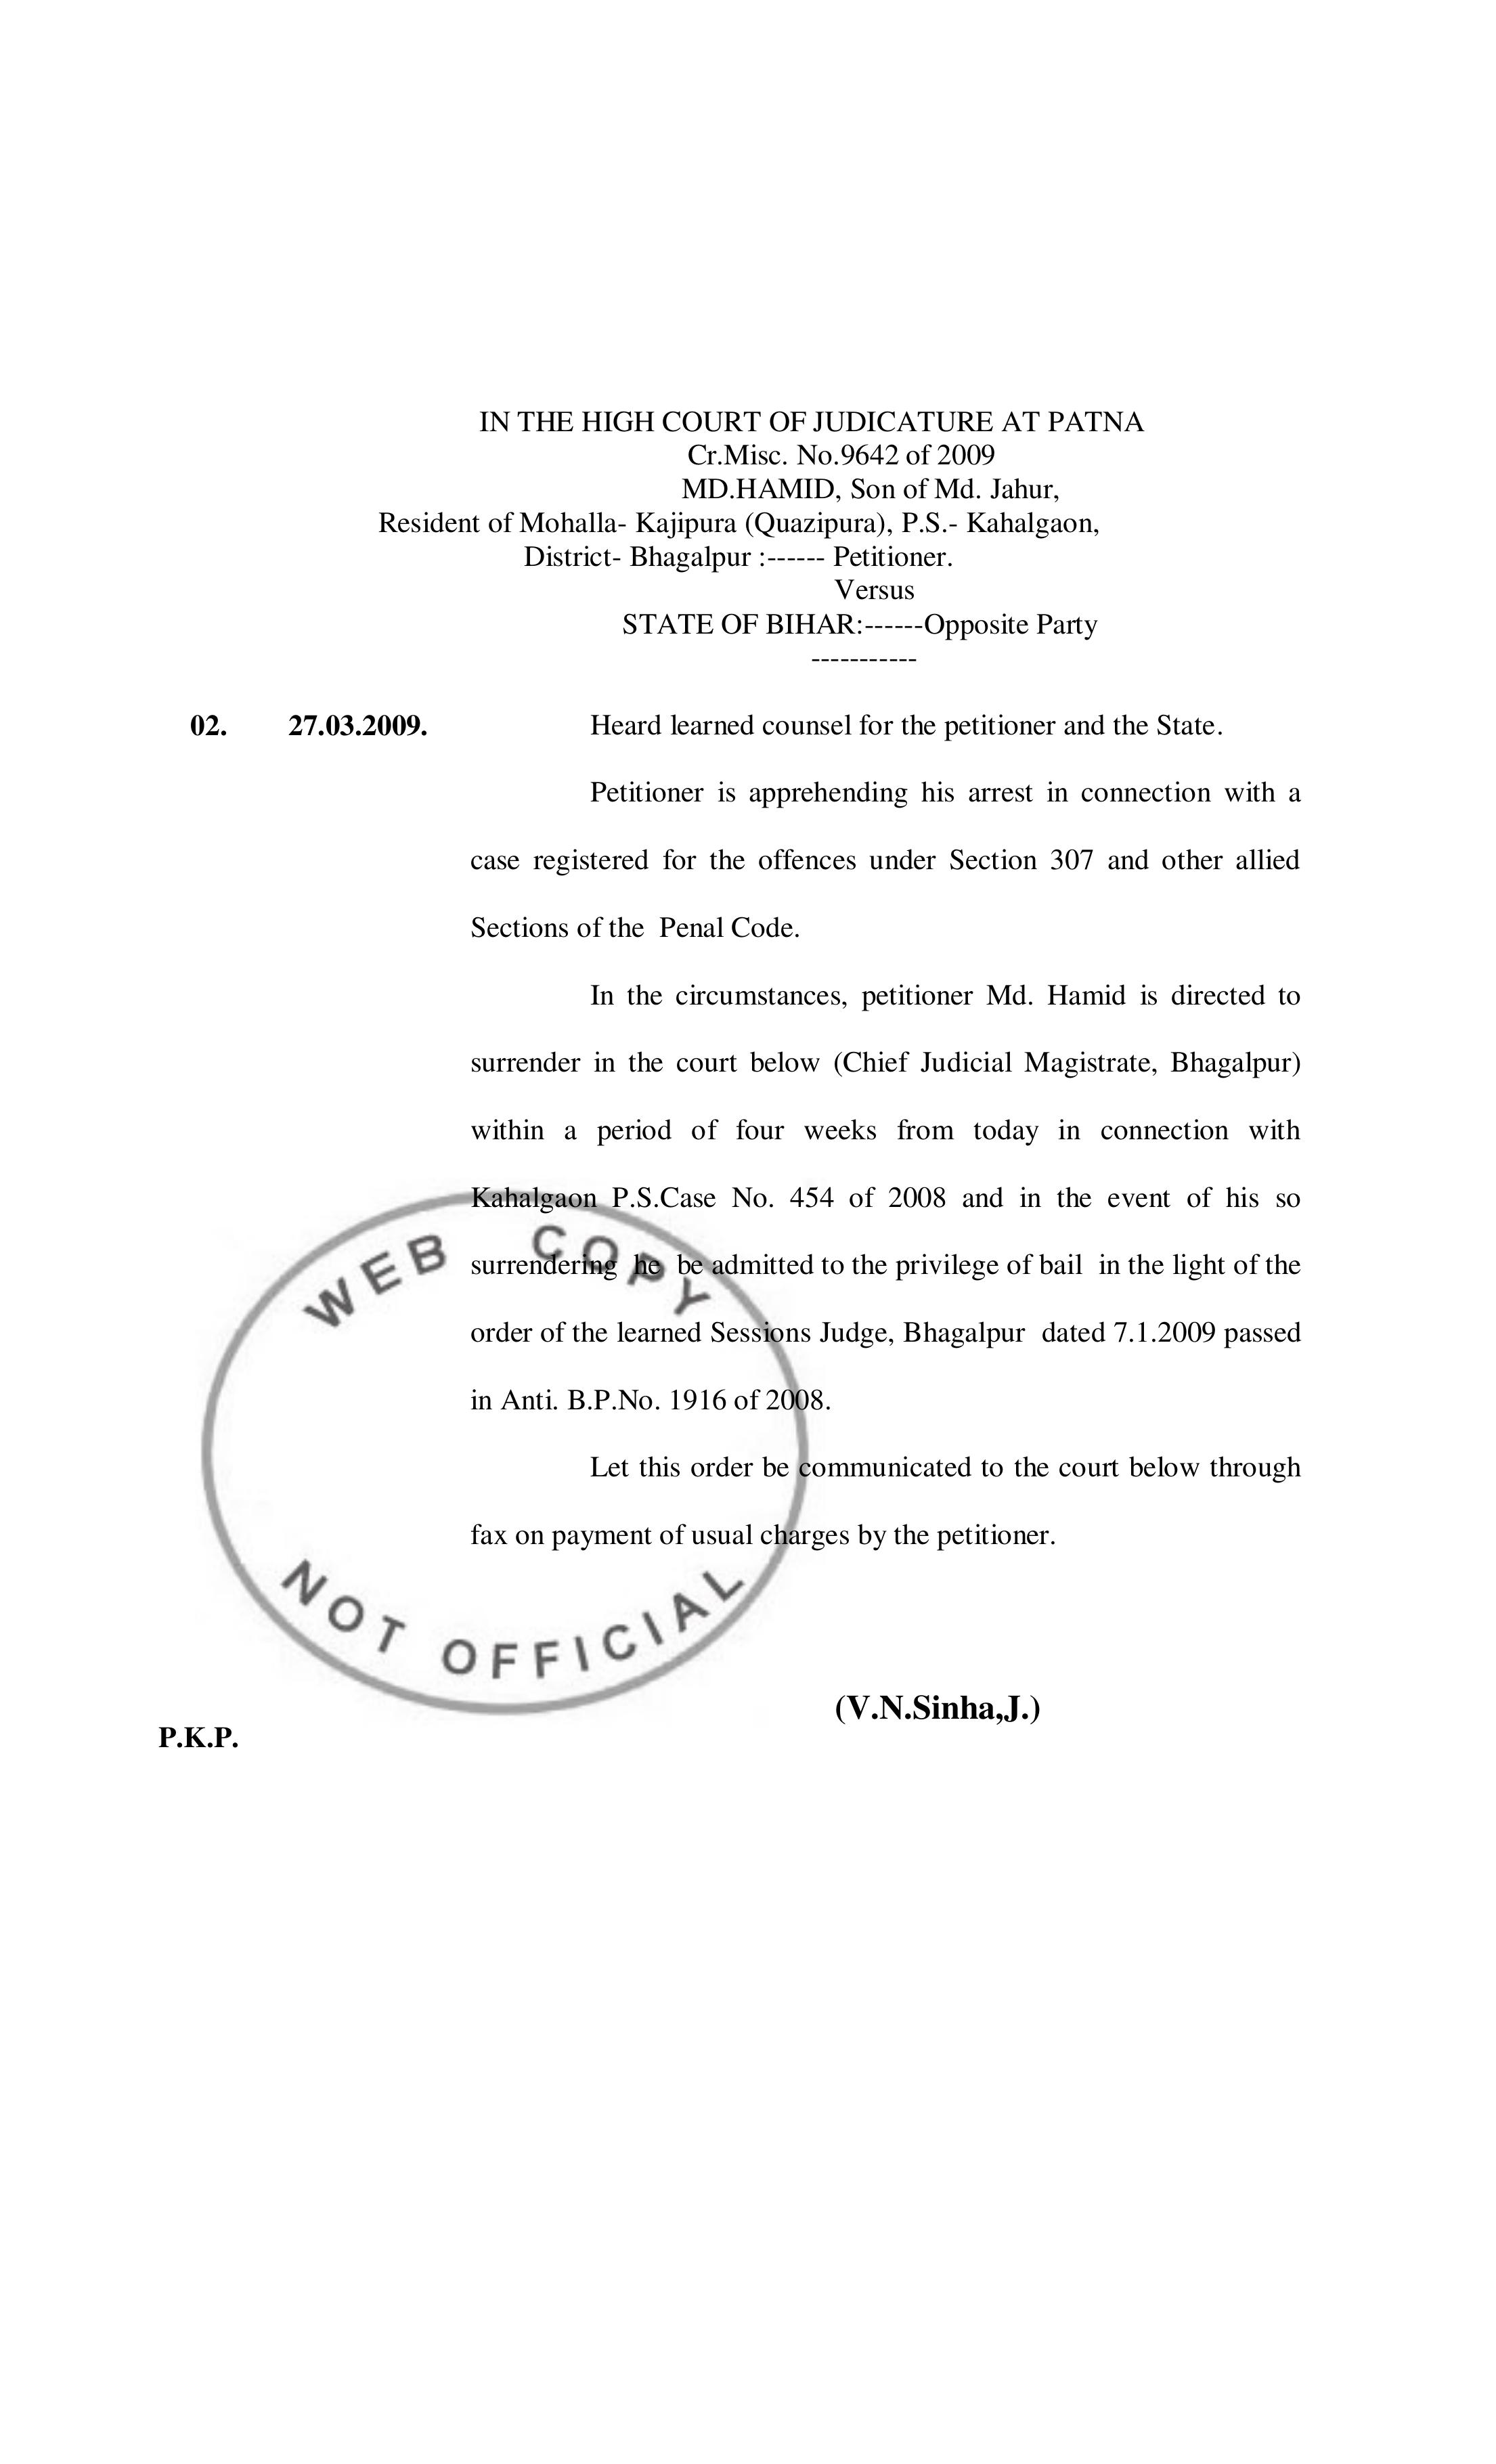 IN THE HIGH COURT OF JUDICATURE AT PATNA
Cr.Misc. No.9642 of 2009
MD.HAMID, Son of Md. Jahur,
Resident of Mohalla- Kajipura (Quazipura), P.S.- Kahalgaon,
District- Bhagalpur :------ Petitioner.
Versus
STATE OF BIHAR:------Opposite Party
-----------
02. 27.03.2009. Heard learned counsel for the petitioner and the State.
Petitioner is apprehending his arrest in connection with a
case registered for the offences under Section 307 and other allied
Sections of the Penal Code.
In the circumstances, petitioner Md. Hamid is directed to
surrender in the court below (Chief Judicial Magistrate, Bhagalpur)
within a period of four weeks from today in connection with
Kahalgaon P.S.Case No. 454 of 2008 and in the event of his so
surrendering he be admitted to the privilege of bail in the light of the
order of the learned Sessions Judge, Bhagalpur dated 7.1.2009 passed
in Anti. B.P.No. 1916 of 2008.
Let this order be communicated to the court below through
fax on payment of usual charges by the petitioner.
WEB COPY
NOT OFFICIAL
(V.N.Sinha,J.)
P.K.P.